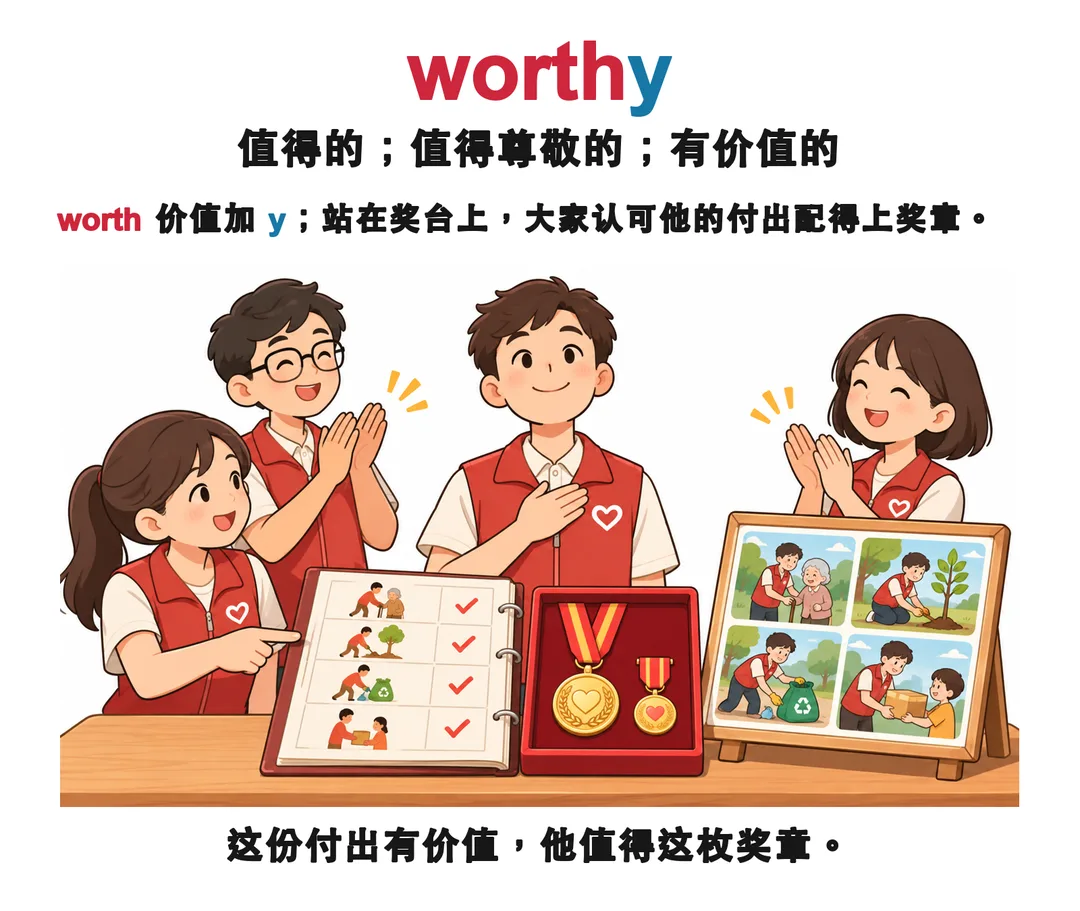 worthy
值得的；值得尊敬的；有价值的
worth 价值加 y；站在奖台上，大家认可他的付出配得上奖章。
这份付出有价值，他值得这枚奖章。